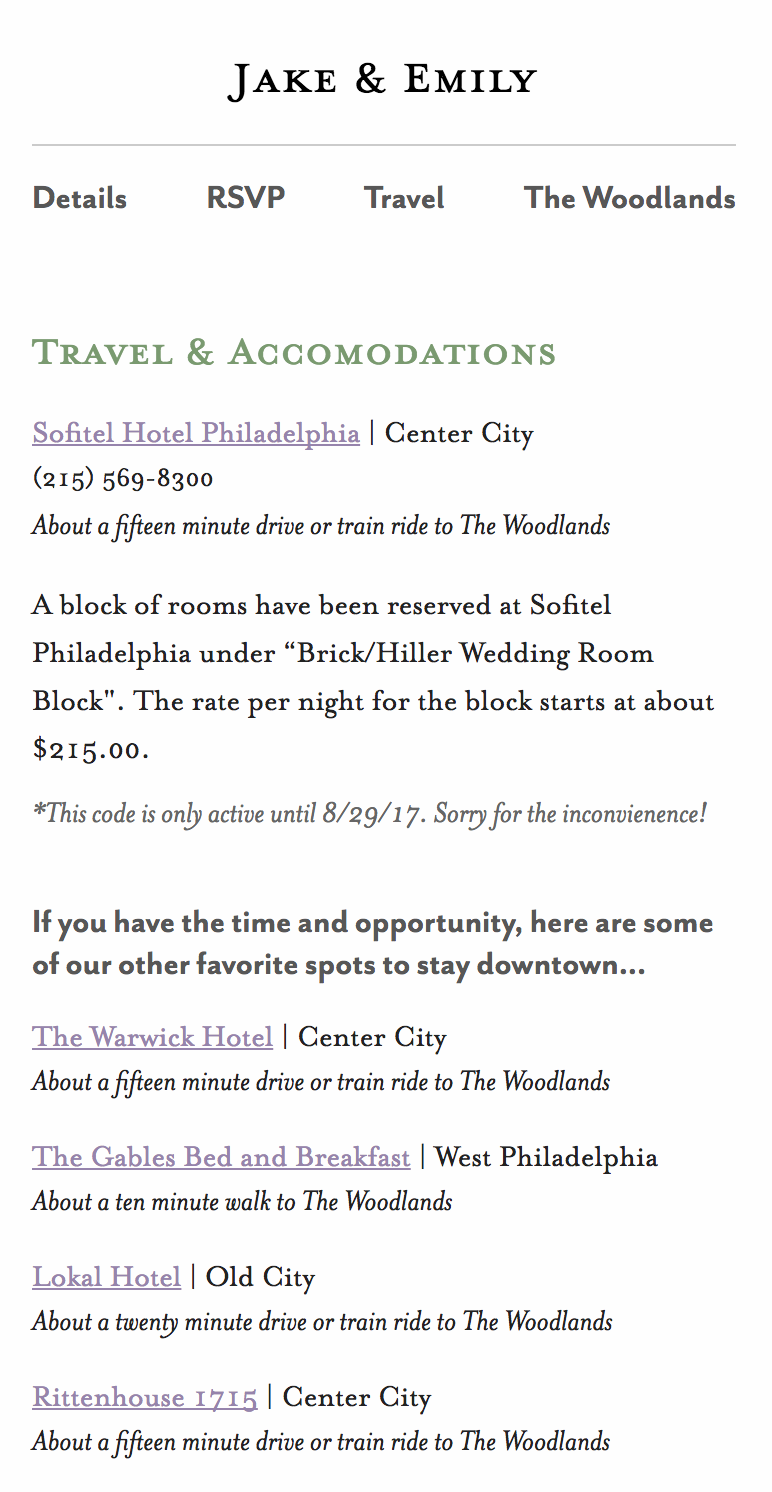 Jake & Emily
Details RSVP Travel The Woodlands
Travel & Accomodations
Sofitel Hotel Philadelphia | Center City
(215) 569-8300
About a fifteen minute drive or train ride to The Woodlands
A block of rooms have been reserved at Sofitel
Philadelphia under “Brick/Hiller Wedding Room
Block". The rate per night for the block starts at about
$215.00.
*This code is only active until 8/29/17. Sorry for the inconvienence!
If you have the time and opportunity, here are some
of our other favorite spots to stay downtown...
The Warwick Hotel | Center City
About a fifteen minute drive or train ride to The Woodlands
The Gables Bed and Breakfast | West Philadelphia
About a ten minute walk to The Woodlands
Lokal Hotel | Old City
About a twenty minute drive or train ride to The Woodlands
Rittenhouse 1715 | Center City
About a fifteen minute drive or train ride to The Woodlands